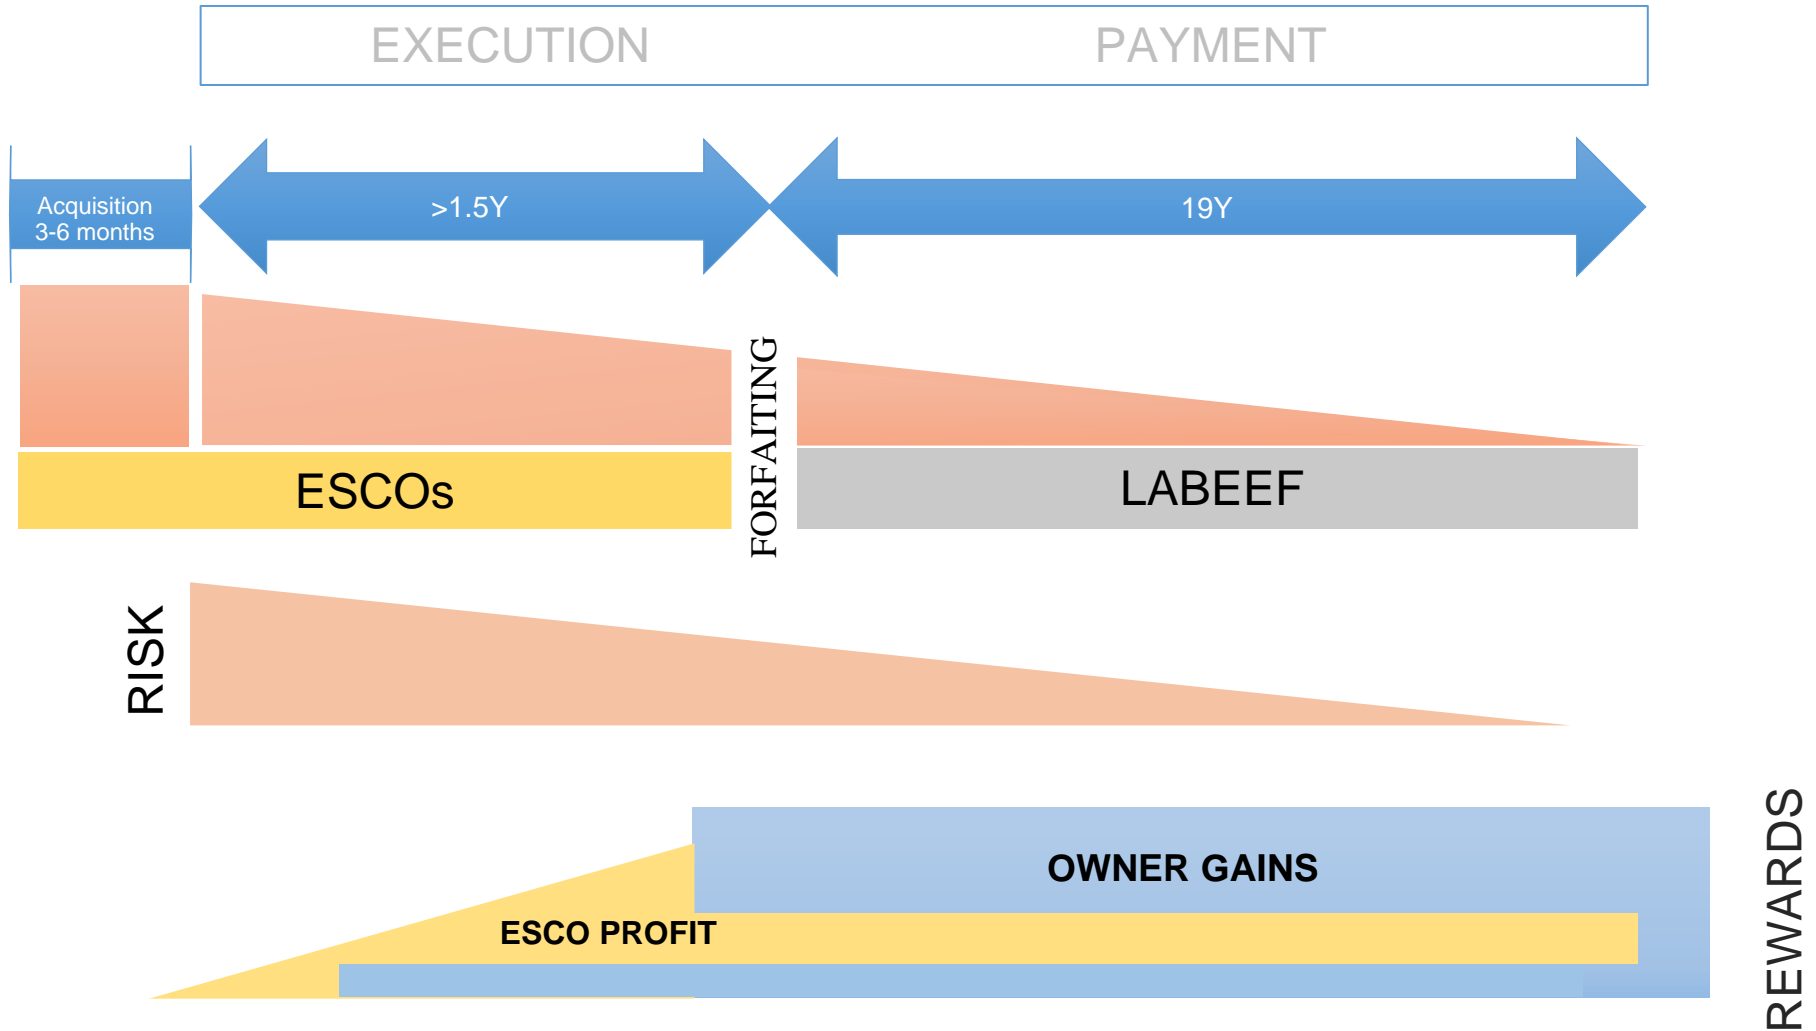 EXECUTION
PAYMENT
Acquisition
3-6 months
>1.5Y
19Y
FORFAITING
ESCOs
LABEEF
RISK
REWARDS
OWNER GAINS
ESCO PROFIT